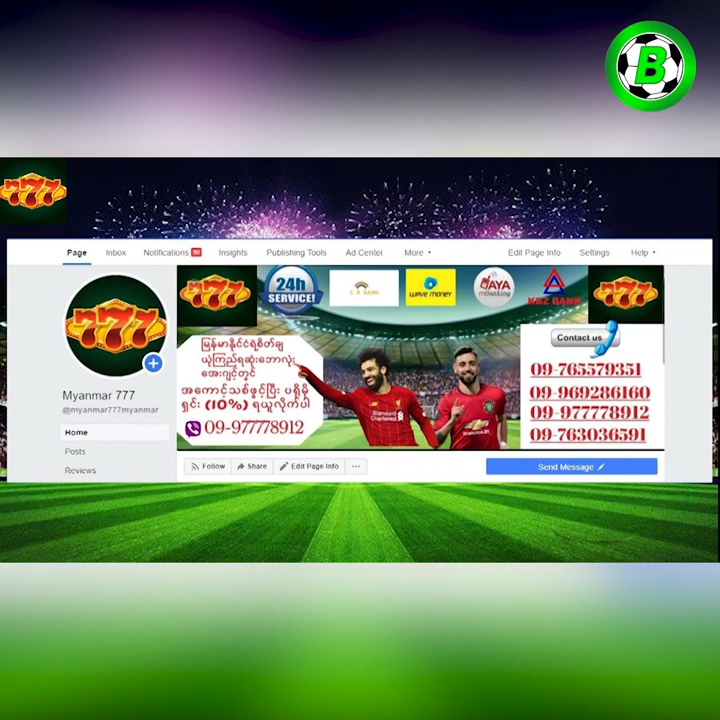 B
777
Page Inbox Notifications 90 Insights Publishing Tools Ad Center More Edit Page Info Settings Help
777
24h
SERVICE!
C B BANK
wave money
AYA
mBanking
KBZ BANK
777
777
Myanmar 777
@myanmar777myanmar
Home
Posts
Reviews
မြန်မာနိုင်ငံရဲ့စိတ်ချ
ယုံကြည်ရဆုံးဘောလုံး
အေးဂျင့်တွင်
အကောင့်သစ်ဖွင့်ပြီး ပရိုမို
ရှင်း (10%) ရယူလိုက်ပါ
09-977778912
Standard
Chartered
Contact us
09-765579351
09-969286160
09-977778912
09-763036591
Follow Share Edit Page Info ...
Send Message